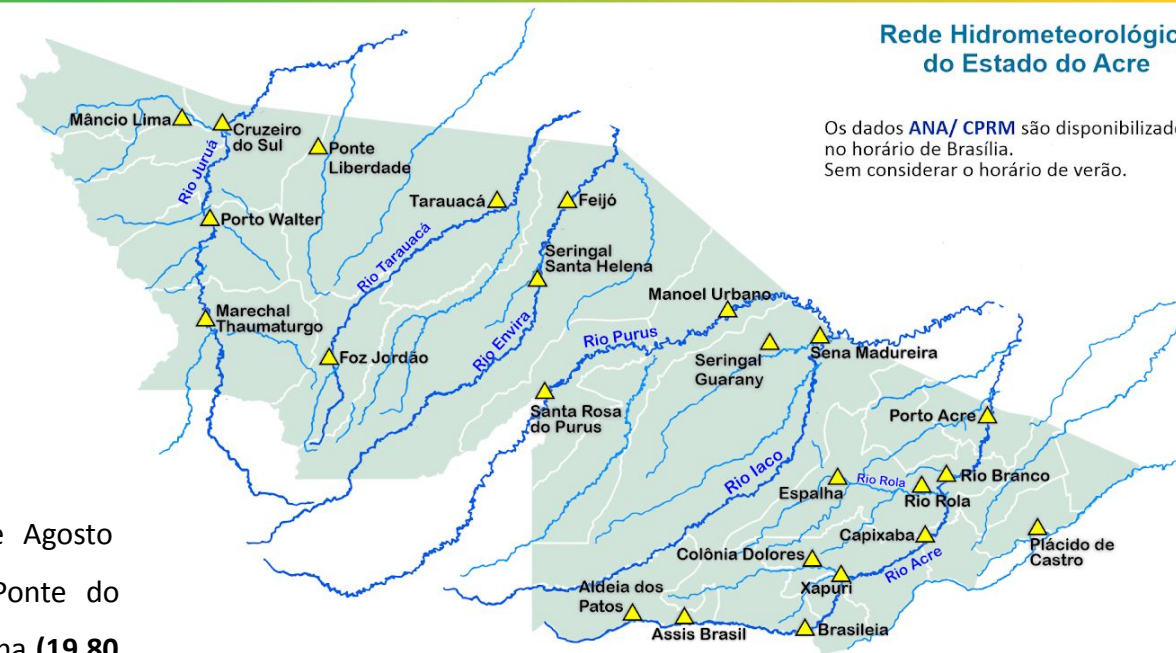 Rede Hidrometeorológic
do Estado do Acre
Os dados ANA/ CPRM são disponibilizado
no horário de Brasília.
Sem considerar o horário de verão.
Mâncio Lima
Cruzeiro
do Sul
Ponte
Liberdade
Rio Juruá
Porto Walter
Tarauacá
Feijó
Rio Tarauacá
Seringal
Santa Helena
Marechal
Thaumaturgo
Foz Jordão
Rio Envira
Manoel Urbano
Rio Purus
Seringal
Guarany
Sena Madureira
Santa Rosa
do Purus
Porto Acre
Rio Iaco
Espalha
Rio Rola
Rio Branco
Rio Rola
Capixaba
Plácido de
Castro
Colônia Dolores
Rio Acre
Xapuri
Aldeia dos
Patos
Assis Brasil
Brasileia
e Agosto
Ponte do
na (19,80